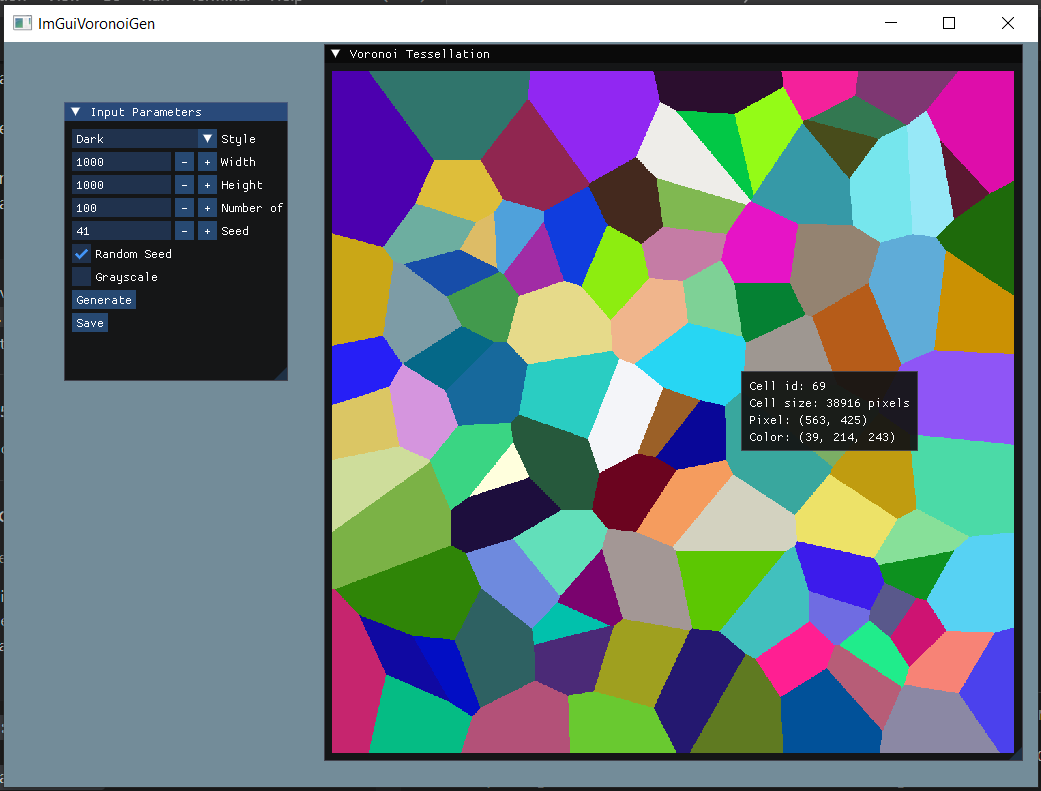 ImGuiVoronoiGen
Input Parameters
Dark Style
1000 - + Width
1000 - + Height
100 - + Number of
41 - + Seed
Random Seed
Grayscale
Generate
Save
Voronoi Tessellation
Cell id: 69
Cell size: 38916 pixels
Pixel: (563, 425)
Color: (39, 214, 243)